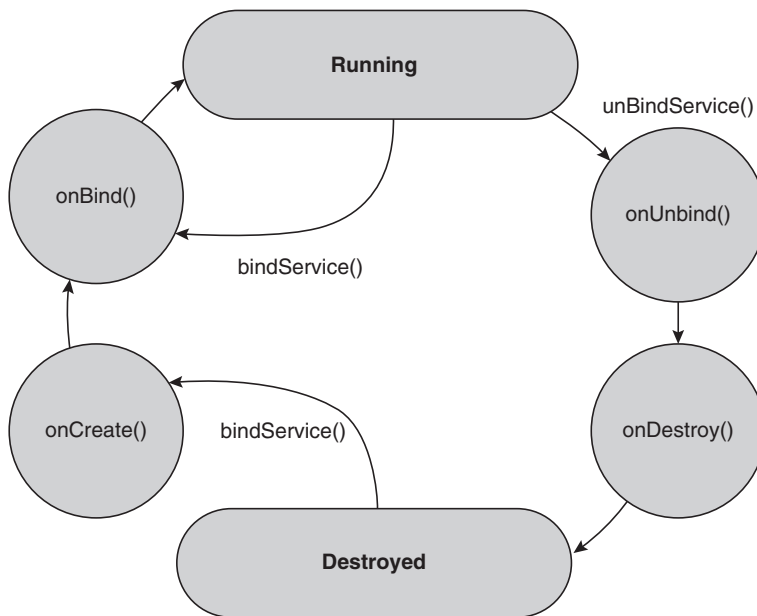 Running
unBindService()
onBind()
onUnbind()
bindService()
onCreate()
bindService()
onDestroy()
Destroyed